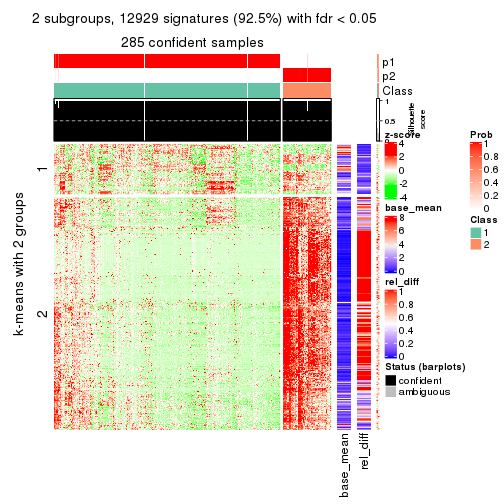 2 subgroups, 12929 signatures (92.5%) with fdr < 0.05
285 confident samples
p1
p2
Class
1
0.5
0
Silhouette
score
k-means with 2 groups
1
2
base_mean
rel_diff
z-score
4
2
0
-2
-4
base_mean
8
6
4
2
0
rel_diff
1
0.8
0.6
0.4
0.2
0
Status (barplots)
confident
ambiguous
Prob
1
0.8
0.6
0.4
0.2
0
Class
1
2